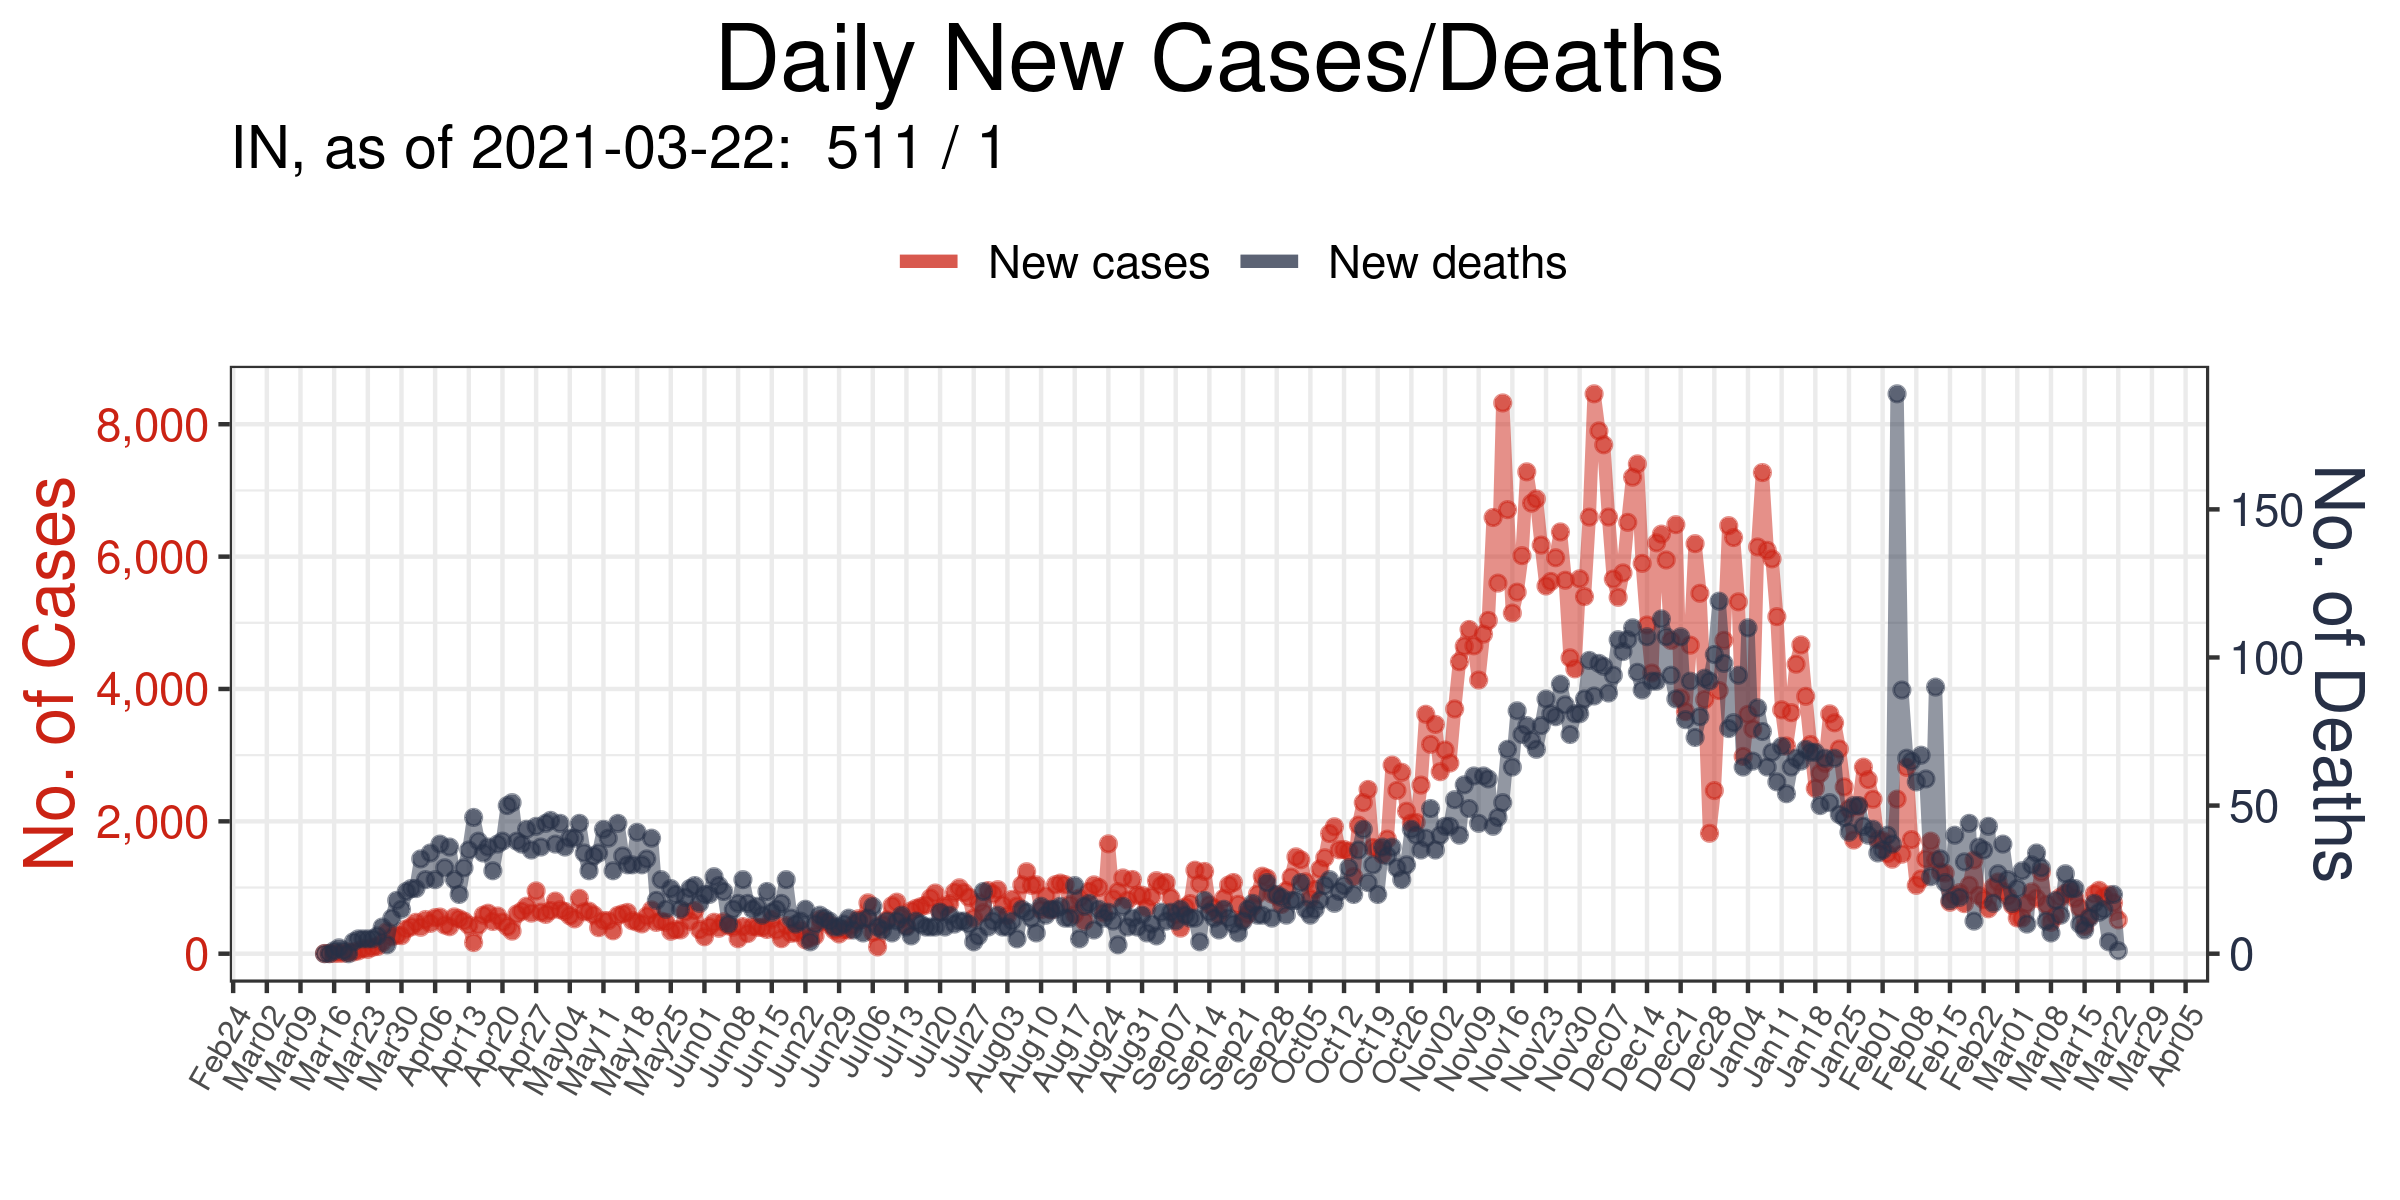 Daily New Cases/Deaths
IN, as of 2021-03-22: 511 / 1
New cases New deaths
No. of Cases
8,000
6,000
4,000
2,000
0
150
100
50
0
No. of Deaths
Feb24 Mar02 Mar09 Mar16 Mar23 Mar30 Apr06 Apr13 Apr20 Apr27 May04 May11 May18 May25 Jun01 Jun08 Jun15 Jun22 Jun29 Jul06 Jul13 Jul20 Jul27 Aug03 Aug10 Aug17 Aug24 Aug31 Sep07 Sep14 Sep21 Sep28 Oct05 Oct12 Oct19 Oct26 Nov02 Nov09 Nov16 Nov23 Nov30 Dec07 Dec14 Dec21 Dec28 Jan04 Jan11 Jan18 Jan25 Feb01 Feb08 Feb15 Feb22 Mar01 Mar08 Mar15 Mar22 Mar29 Apr05